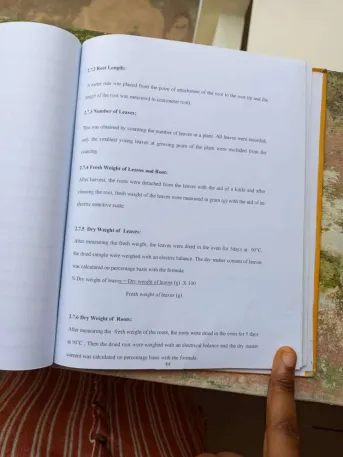 2.7.2 Root Length:
A metre rule was placed from the point of attachment of the root to the root tip and the
length of the root was measured in centimeter (cm).
2.7.3 Number of Leaves:
This was obtained by counting the number of leaves in a plant. All leaves were recorded,
only the smallest young leaves at growing point of the plant were excluded from the
counting.
2.7.4 Fresh Weight of Leaves and Root:
After harvest, the roots were detached from the leaves with the aid of a knife and after
cleaning the root, fresh weight of the leaves were measured in gram (g) with the aid of an
electric sensitive scale.
2.7.5 Dry Weight of Leaves:
After measuring the fresh weight, the leaves were dried in the oven for 5days at 90°C,
the dried sample were weighed with an electric balance. The dry matter content of leaves
was calculated on percentage basis with the formula
% Dry weight of leaves = Dry weight of leaves (g) X 100
Fresh weight of leaves (g)
2.7.6 Dry Weight of Roots:
After measuring the fresh weight of the root, the roots were dried in the oven for 5 days
at 90°C. Then the dried root were weighed with an electrical balance and the dry matter
content was calculated on percentage basis with the formula.